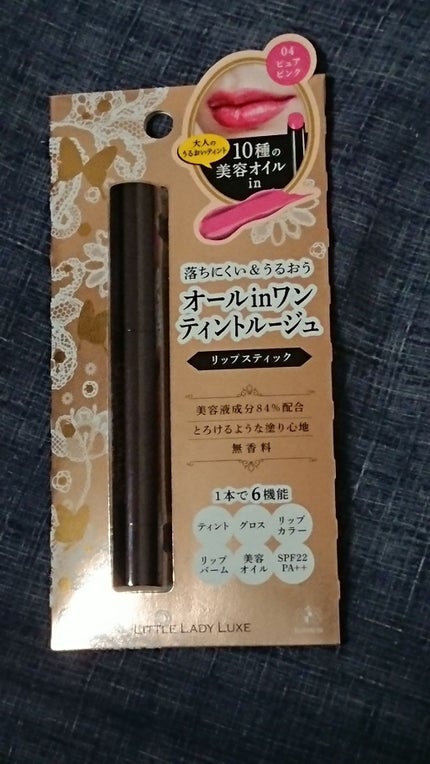 04
ピュア
ピンク
大人の
うるおいティント
10種の
美容オイル
in
落ちにくい&うるおう
オールinワン
ティントルージュ
リップスティック
美容液成分84%配合
とろけるような塗り心地
無香料
1本で6機能
ティント
グロス
リップ
カラー
リップ
バーム
美容
オイル
SPF22
PA++
LITTLE LADY LUXE